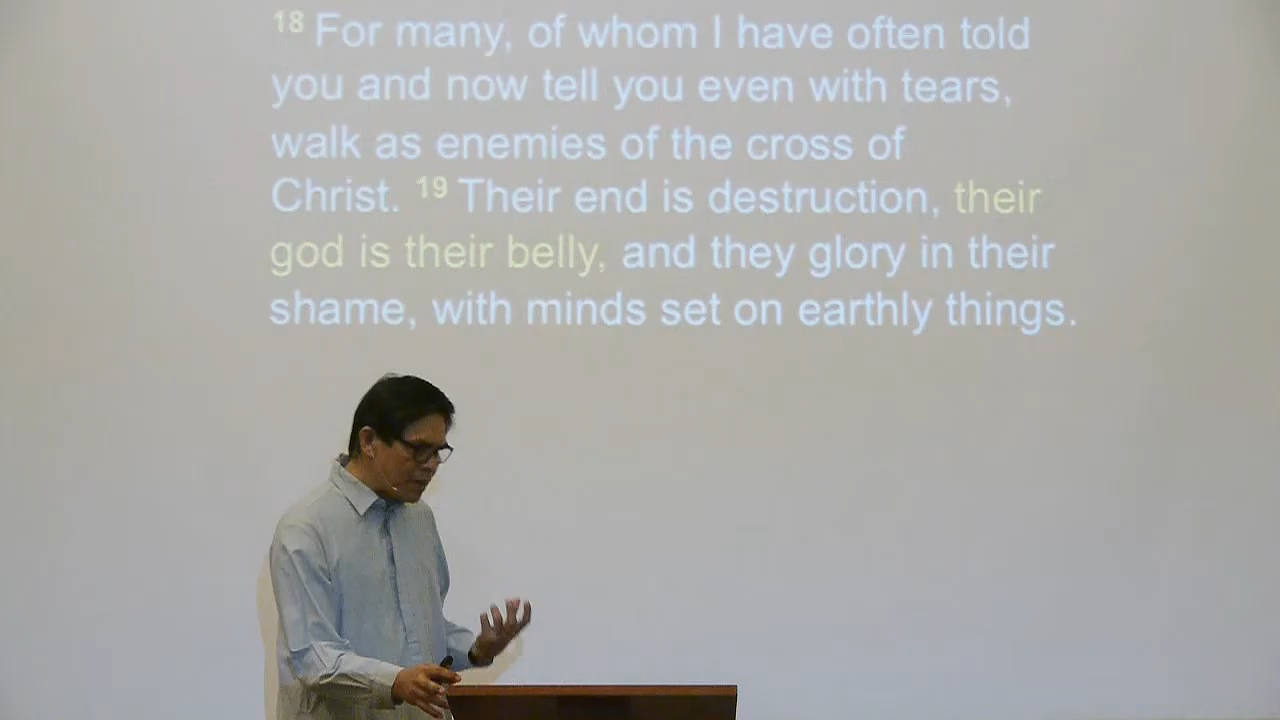 18 For many, of whom I have often told
you and now tell you even with tears,
walk as enemies of the cross of
Christ. 19 Their end is destruction, their
god is their belly, and they glory in their
shame, with minds set on earthly things.